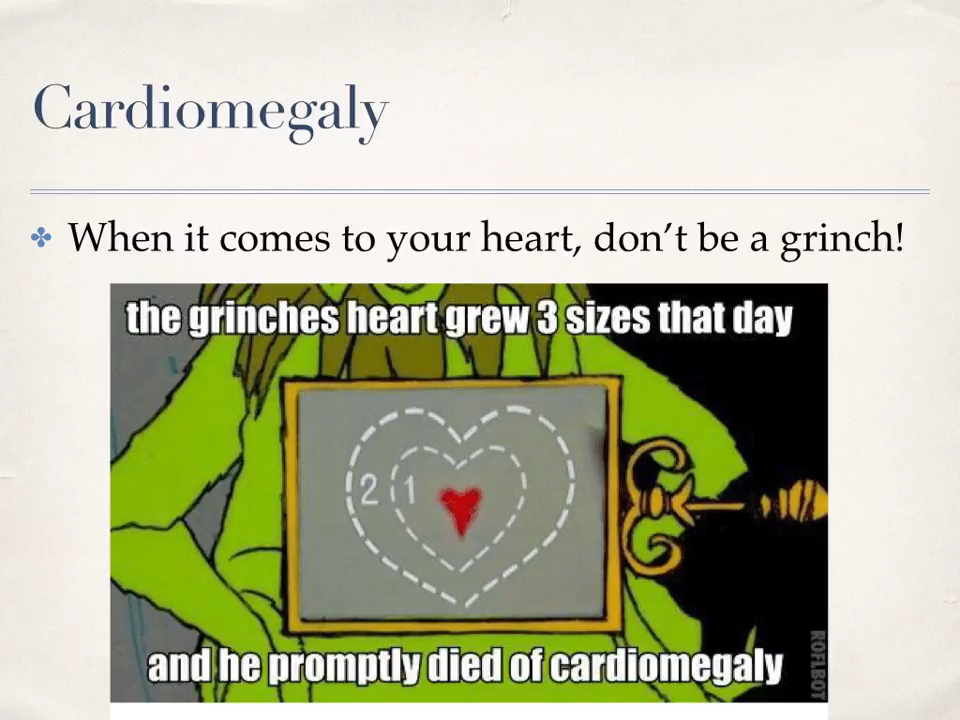 Cardiomegaly
When it comes to your heart, don’t be a grinch!
the grinches heart grew 3 sizes that day
2 1
and he promptly died of cardiomegaly
ROFLBOT